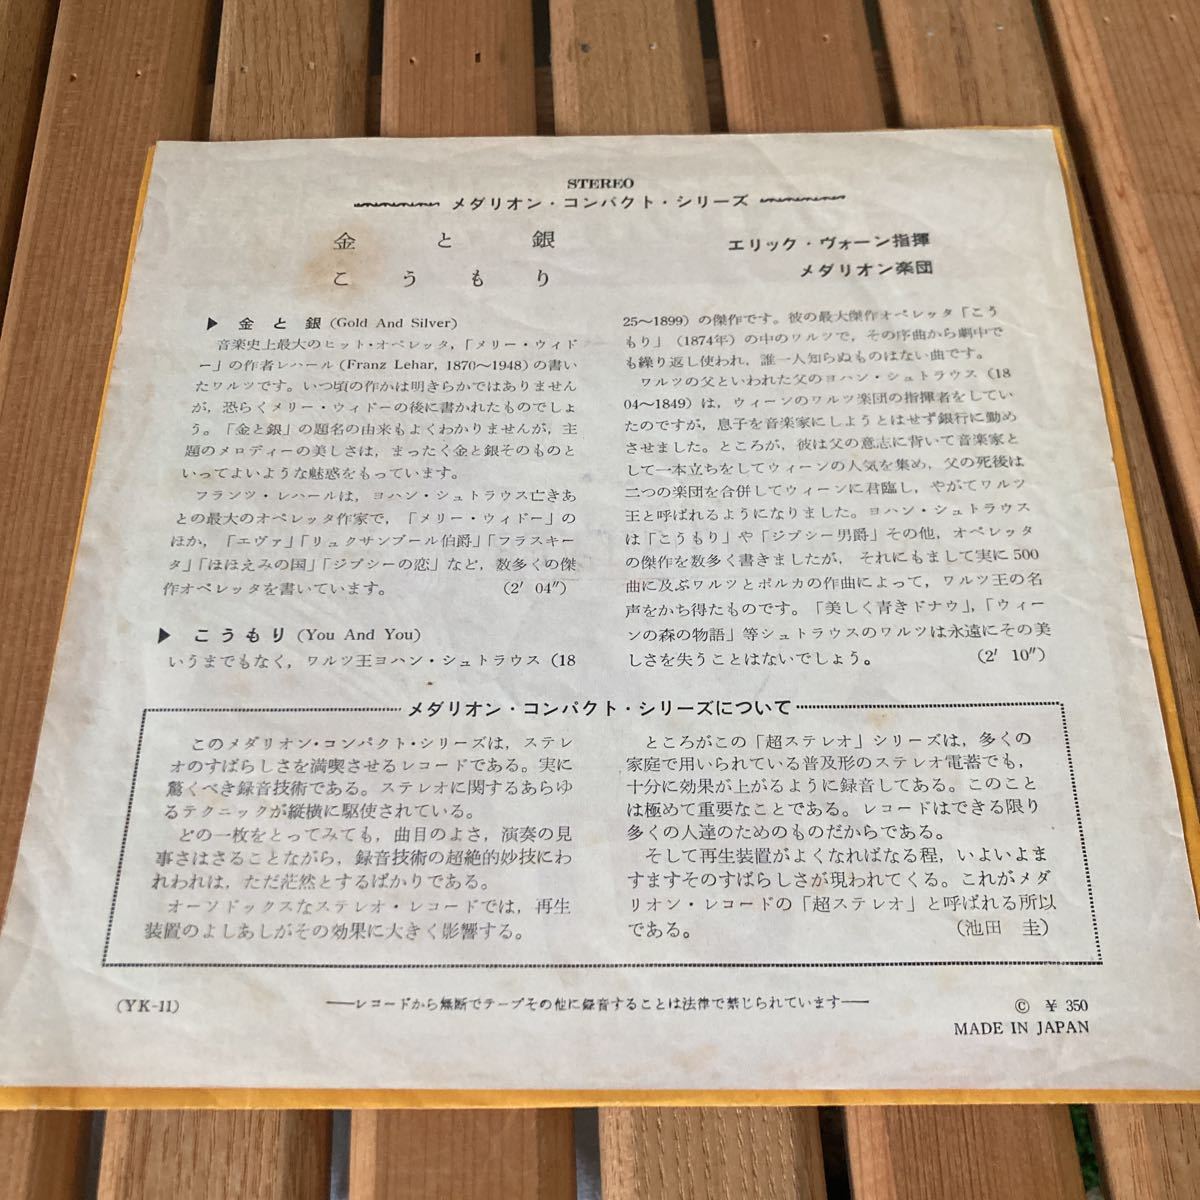 STEREO
メダリオン・コンパクト・シリーズ
金と銀
こうもり
エリック・ヴォーン指揮
メダリオン楽団
▶ 金と銀 (Gold And Silver)
音楽史上最大のヒット・オペレッタ，「メリー・ウィド
ー」の作者レハール (Franz Lehar, 1870〜1948) の書い
たワルツです。いつ頃の作かは明きらかではありません
が，恐らくメリー・ウィドーの後に書かれたものでしょ
う。「金と銀」の題名の由来もよくわかりませんが，主
題のメロディーの美しさは，まったく金と銀そのものと
いってよいような魅惑をもっています。
フランツ・レハールは，ヨハン・シュトラウス亡きあ
との最大のオペレッタ作家で，「メリー・ウィドー」の
ほか，「エヴァ」「リュクサンブール伯爵」「フラスキー
タ」「ほほえみの国」「ジプシーの恋」など，数多くの傑
作オペレッタを書いています。 (2′ 04″)
▶ こうもり (You And You)
いうまでもなく，ワルツ王ヨハン・シュトラウス (18
25〜1899) の傑作です。彼の最大傑作オペレッタ「こう
もり」(1874年) の中のワルツで，その序曲から劇中で
も繰り返し使われ，誰一人知らぬものはない曲です。
ワルツの父といわれた父のヨハン・シュトラウス (18
04〜1849) は，ウィーンのワルツ楽団の指揮者をしてい
たのですが，息子を音楽家にしようとはせず銀行に勤め
させました。ところが，彼は父の意志に背いて音楽家と
して一本立ちをしてウィーンの人気を集め，父の死後は
二つの楽団を合併してウィーンに君臨し，やがてワルツ
王と呼ばれるようになりました。ヨハン・シュトラウス
は「こうもり」や「ジプシー男爵」その他，オペレッタ
の傑作を数多く書きましたが，それにもまして実に500
曲に及ぶワルツとポルカの作曲によって，ワルツ王の名
声をかち得たものです。「美しく青きドナウ」，「ウィー
ンの森の物語」等シュトラウスのワルツは永遠にその美
しさを失うことはないでしょう。 (2′ 10″)
メダリオン・コンパクト・シリーズについて
このメダリオン・コンパクト・シリーズは，ステレ
オのすばらしさを満喫させるレコードである。実に
驚くべき録音技術である。ステレオに関するあらゆ
るテクニックが縦横に駆使されている。
どの一枚をとってみても，曲目のよさ，演奏の見
事さはさることながら，録音技術の超絶的妙技にわ
れわれは，ただ茫然とするばかりである。
オーソドックスなステレオ・レコードでは，再生
装置のよしあしがその効果に大きく影響する。
ところがこの「超ステレオ」シリーズは，多くの
家庭で用いられている普及形のステレオ電蓄でも，
十分に効果が上がるように録音してある。このこと
は極めて重要なことである。レコードはできる限り
多くの人達のためのものだからである。
そして再生装置がよくなればなる程，いよいよま
すますそのすばらしさが現われてくる。これがメダ
リオン・レコードの「超ステレオ」と呼ばれる所以
である。 (池田 圭)
(YK-11)
レコードから無断でテープその他に録音することは法律で禁じられています
© ¥ 350
MADE IN JAPAN